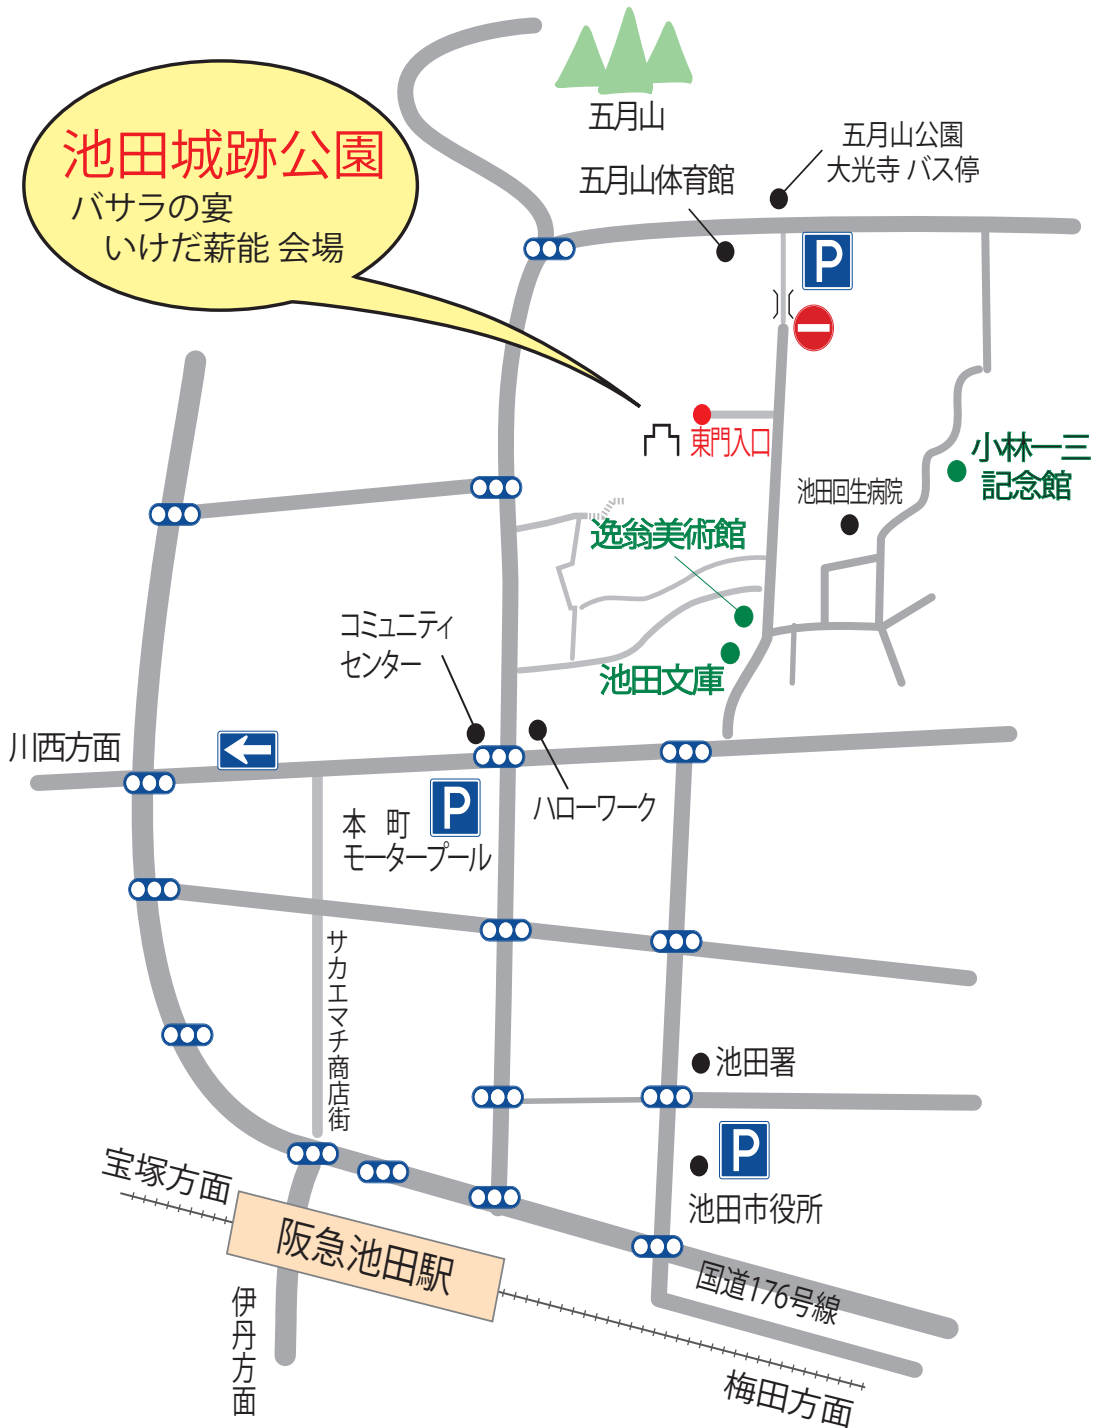 五月山
五月山公園
大光寺 バス停
五月山体育館
池田城跡公園
バサラの宴
いけだ薪能 会場
P
東門入口
小林一三
記念館
池田回生病院
逸翁美術館
コミュニティ
センター
池田文庫
川西方面
ハローワーク
P
本 町
モータープール
サカエマチ商店街
池田署
P
池田市役所
宝塚方面
阪急池田駅
国道176号線
伊丹方面
梅田方面